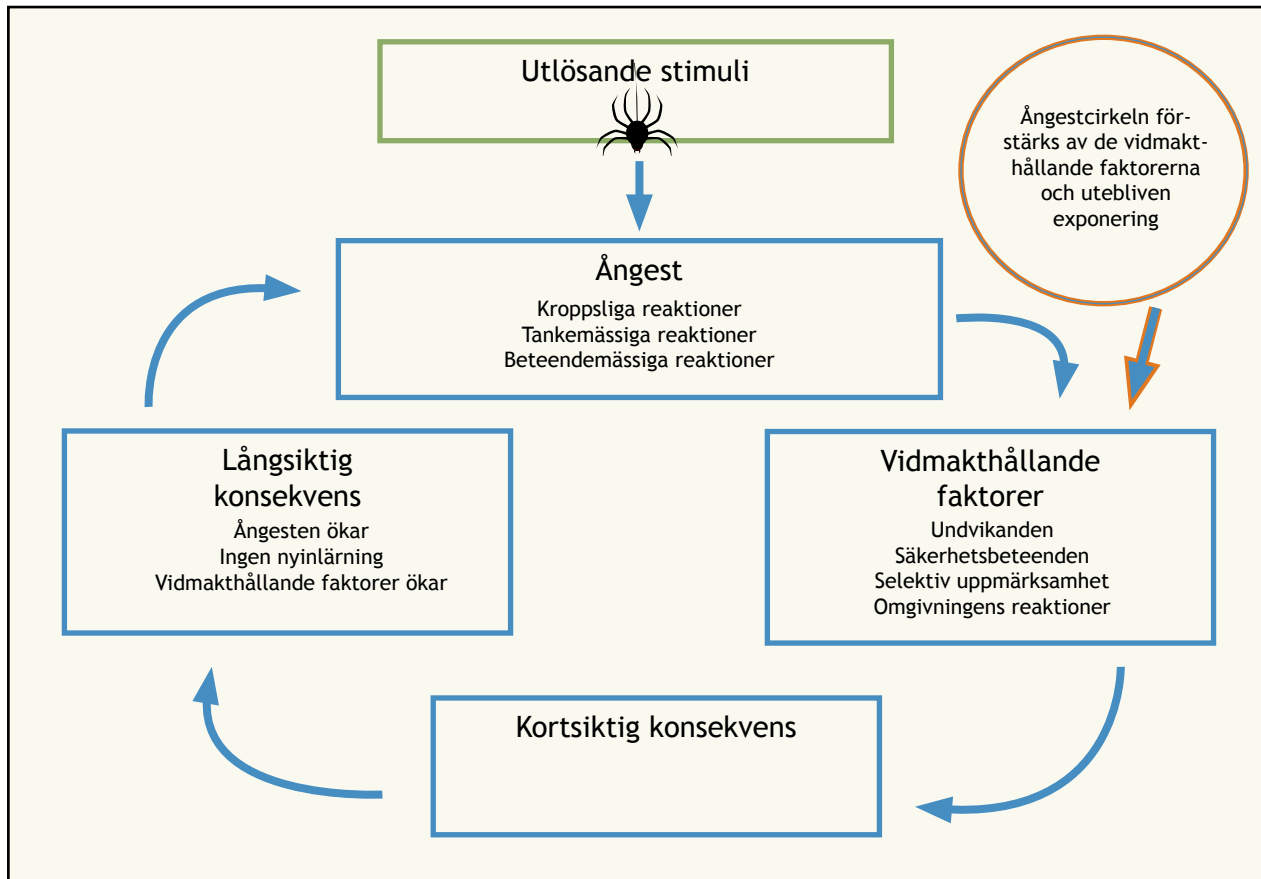 Utlösande stimuli
Ångestcirkeln för-
stärks av de vidmakt-
hållande faktorerna
och utebliven
exponering
Ångest
Kroppsliga reaktioner
Tankemässiga reaktioner
Beteendemässiga reaktioner
Vidmakthållande
faktorer
Undvikanden
Säkerhetsbeteenden
Selektiv uppmärksamhet
Omgivningens reaktioner
Kortsiktig konsekvens
Långsiktig
konsekvens
Ångesten ökar
Ingen nyinlärning
Vidmakthållande faktorer ökar